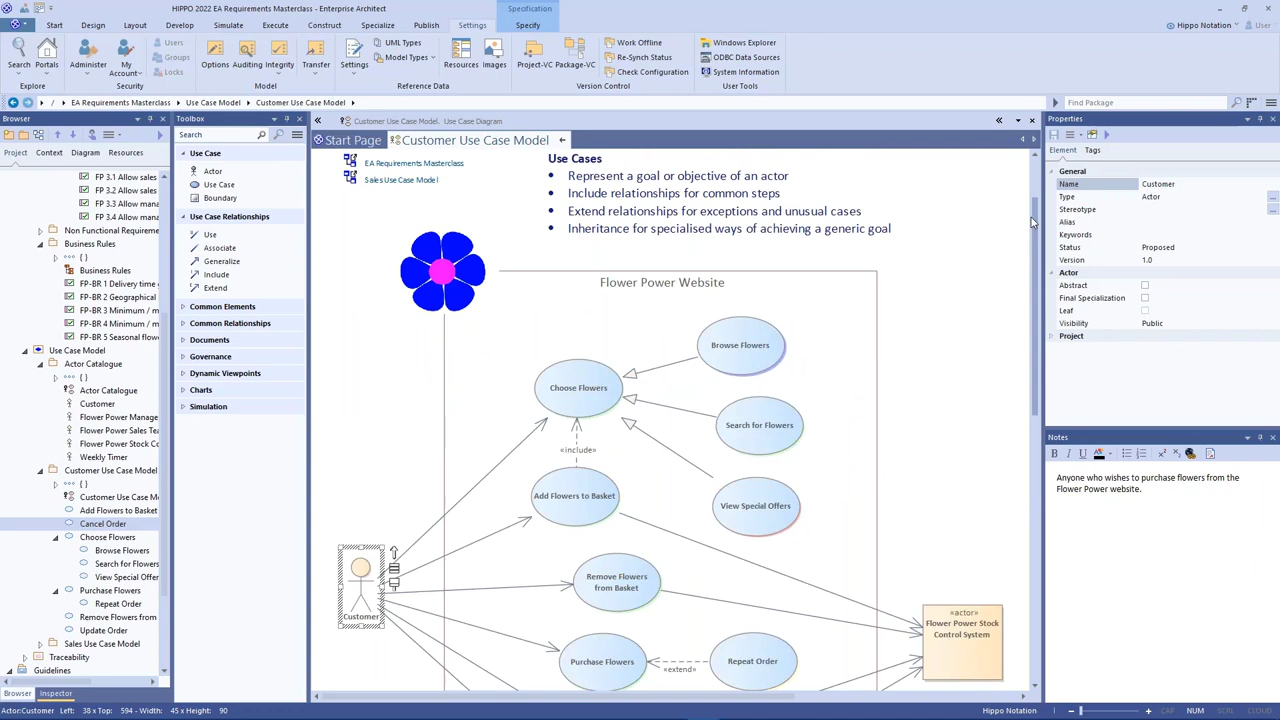 HIPPO 2022 EA Requirements Masterclass - Enterprise Architect
Specification
Start Design Layout Develop Simulate Execute Construct Specialize Publish Settings Specify
Hippo Notation
Search Portals
Explore
Administer My Account
Users
Groups
Locks
Security
Options Auditing Integrity
Model
Transfer Settings
UML Types
Model Types
Reference Data
Resources Images
Project-VC Package-VC
Work Offline
Re-Synch Status
Check Configuration
Version Control
Windows Explorer
ODBC Data Sources
System Information
User Tools
/ EA Requirements Masterclass Use Case Model Customer Use Case Model
Find Package
Browser
Project Context Diagram Resources
FP 3.1 Allow sales
FP 3.2 Allow sales
FP 3.3 Allow sales
FP 3.4 Allow manag
Non Functional Requireme
Business Rules
{ }
Business Rules
FP-BR 1 Delivery time
FP-BR 2 Geographical
FP-BR 3 Minimum / m
FP-BR 4 Minimum / m
FP-BR 5 Seasonal flow
Use Case Model
Actor Catalogue
{ }
Actor Catalogue
Customer
Flower Power Manage
Flower Power Sales Tea
Flower Power Stock Co
Weekly Timer
Customer Use Case Model
{ }
Customer Use Case M
Add Flowers to Basket
Cancel Order
Choose Flowers
Browse Flowers
Search for Flowers
View Special Offer
Purchase Flowers
Repeat Order
Remove Flowers from
Update Order
Sales Use Case Model
Traceability
Guidelines
Browser Inspector
Toolbox
Search
Use Case
Actor
Use Case
Boundary
Use Case Relationships
Use
Associate
Generalize
Include
Extend
Common Elements
Common Relationships
Documents
Governance
Dynamic Viewpoints
Charts
Simulation
Customer Use Case Model. Use Case Diagram
Start Page Customer Use Case Model
EA Requirements Masterclass
Sales Use Case Model
Use Cases
• Represent a goal or objective of an actor
• Include relationships for common steps
• Extend relationships for exceptions and unusual cases
• Inheritance for specialised ways of achieving a generic goal
Flower Power Website
Browse Flowers
Choose Flowers
Search for Flowers
«include»
Add Flowers to Basket
View Special Offers
Customer
Remove Flowers
from Basket
«actor»
Flower Power Stock
Control System
Purchase Flowers
«extend»
Repeat Order
Properties
Element Tags
General
Name Customer
Type Actor
Stereotype
Alias
Keywords
Status Proposed
Version 1.0
Actor
Abstract
Final Specialization
Leaf
Visibility Public
Project
Notes
B I U A
Anyone who wishes to purchase flowers from the
Flower Power website.
Actor:Customer Left: 38 x Top: 594 - Width: 45 x Height: 90
Hippo Notation
CAP NUM SCRL CLOUD